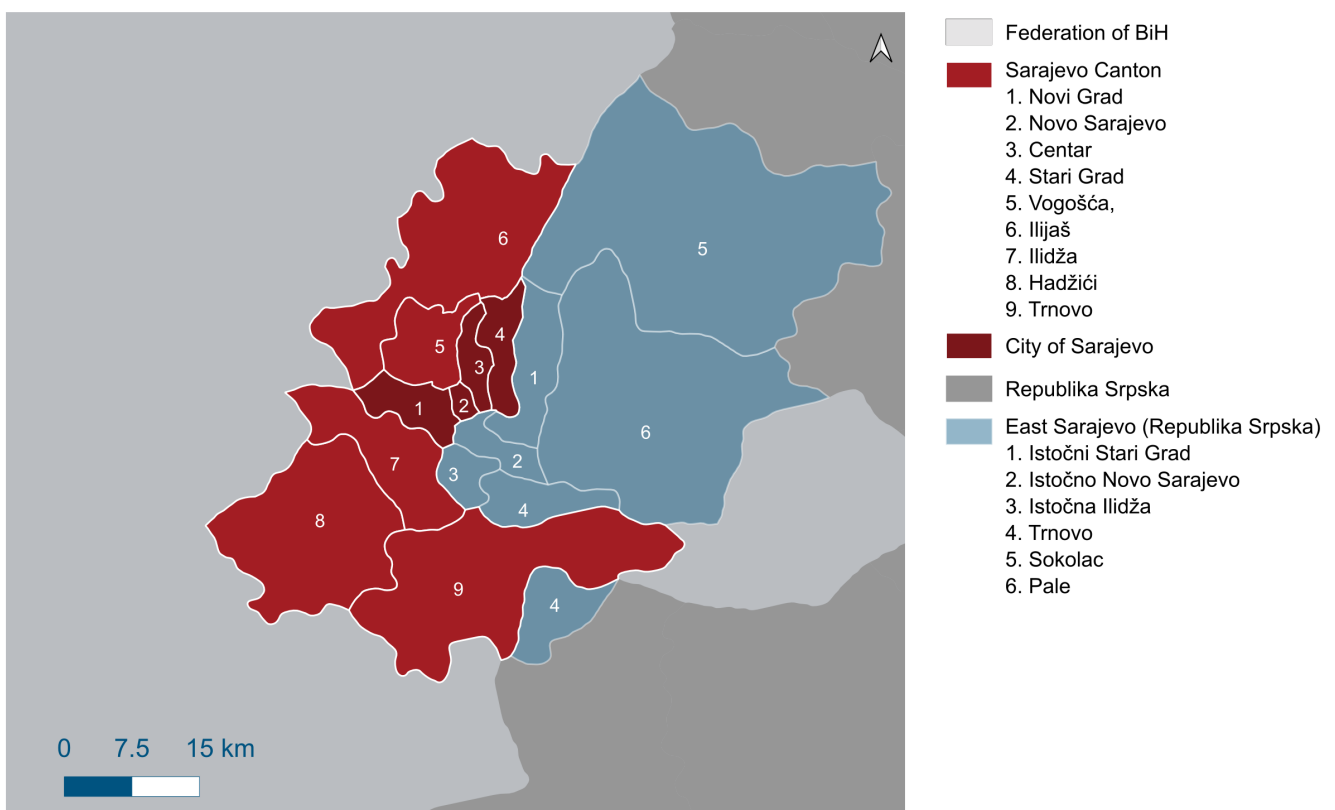 6
5
5
4
3
1
1
2
6
7
3
2
8
4
9
4
0 7.5 15 km
Federation of BiH
Sarajevo Canton
1. Novi Grad
2. Novo Sarajevo
3. Centar
4. Stari Grad
5. Vogošća,
6. Ilijaš
7. Ilidža
8. Hadžići
9. Trnovo
City of Sarajevo
Republika Srpska
East Sarajevo (Republika Srpska)
1. Istočni Stari Grad
2. Istočno Novo Sarajevo
3. Istočna Ilidža
4. Trnovo
5. Sokolac
6. Pale